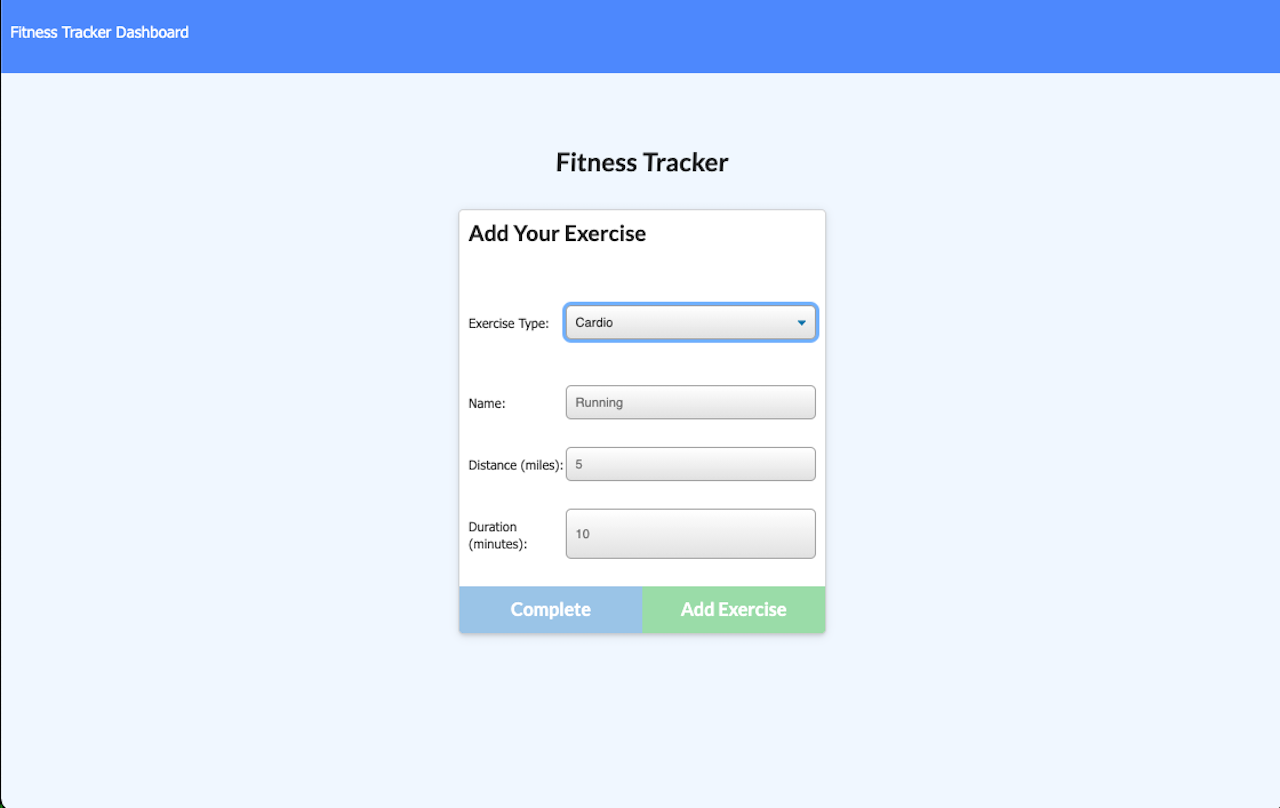 Fitness Tracker Dashboard
Fitness Tracker
Add Your Exercise
Exercise Type: Cardio
Name: Running
Distance (miles): 5
Duration
(minutes): 10
Complete Add Exercise